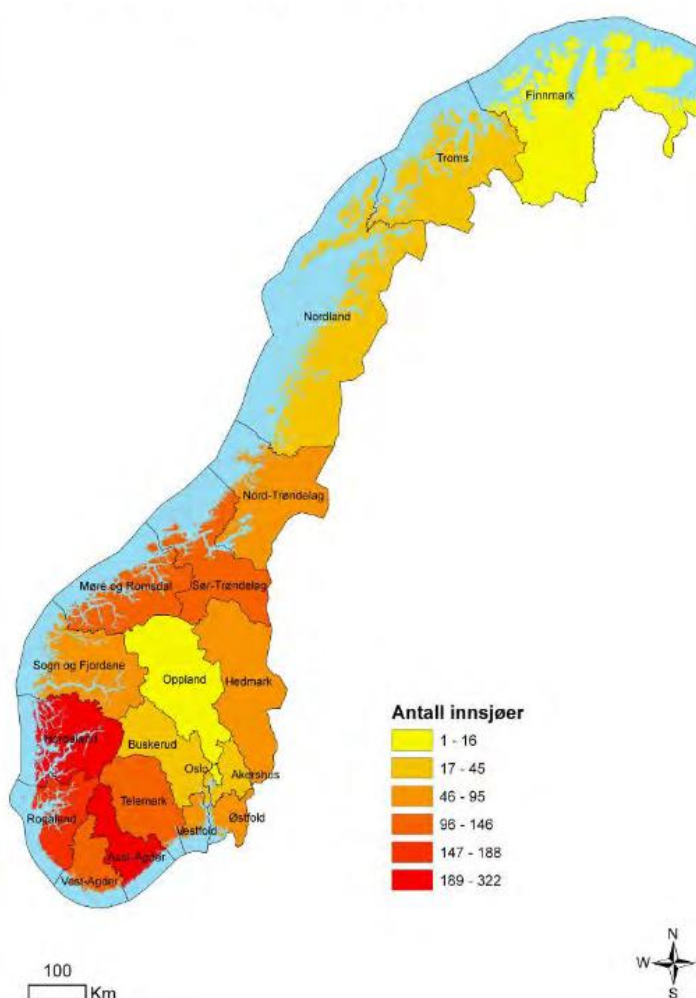 Finnmark
Troms
Nordland
Nord-Trøndelag
Møre og Romsdal
Sør-Trøndelag
Sogn og Fjordane
Oppland
Hedmark
Hordaland
Buskerud
Oslo
Akershus
Telemark
Rogaland
Vestfold
Østfold
Aust-Agder
Vest-Agder
Antall innsjøer
1 - 16
17 - 45
46 - 95
96 - 146
147 - 188
189 - 322
N
W
S
100
Km